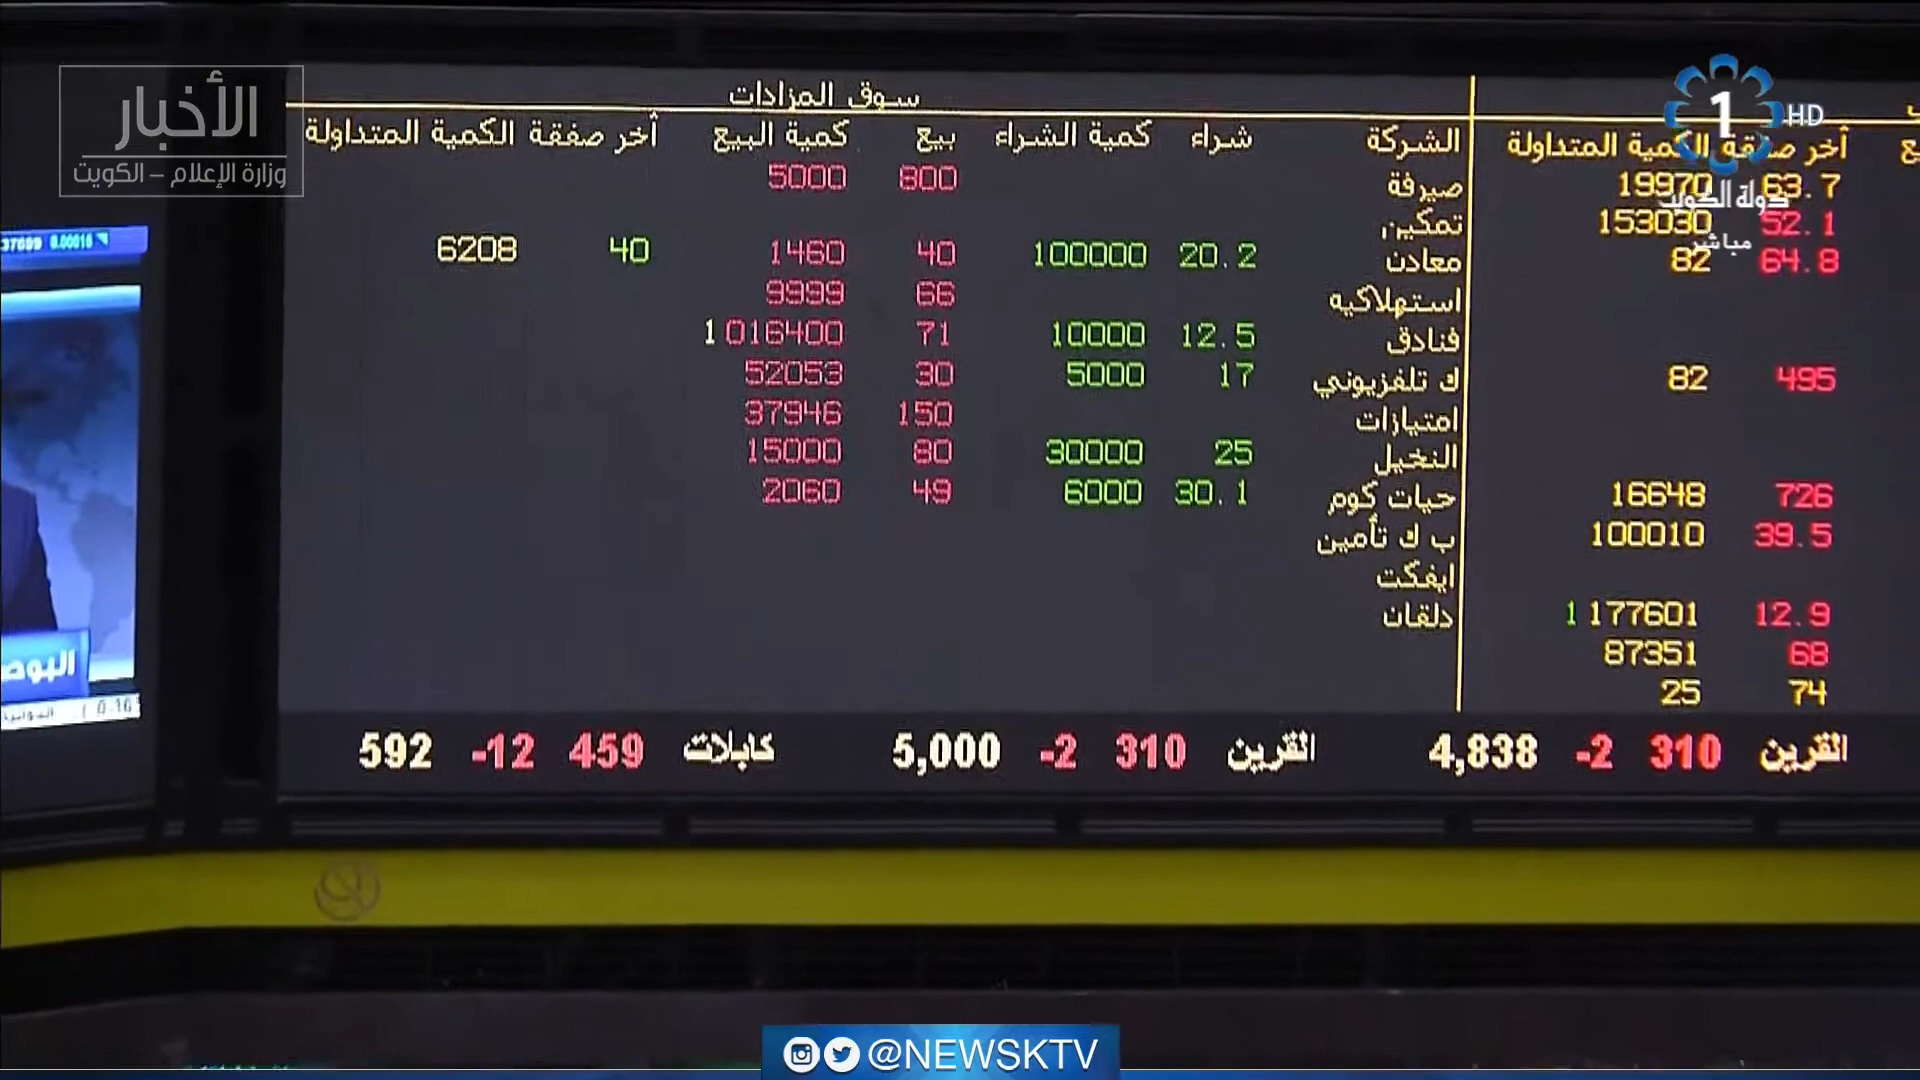 الأخبار
وزارة الإعلام – الكويت
1 HD
دولة الكويت
مباشر
سوق المزادات
الشركة شراء كمية الشراء بيع كمية البيع أخر صفقة الكمية المتداولة
صيرفة 800 5000
تمكين
معادن 20.2 100000 40 1460 40 6208
استهلاكيه 66 9999
فنادق 12.5 10000 71 1016400
ك تلفزيوني 17 5000 30 52053
امتيازات 150 37946
النخيل 25 30000 80 15000
حيات كوم 30.1 6000 49 2060
ب ك تأمين
ايفكت
دلقان
أخر صفقة الكمية المتداولة
63.7 19970
52.1 153030
64.8 82
495 82
726 16648
39.5 100010
12.9 1177601
68 87351
74 25
القرين 310 -2 4,838 القرين 310 -2 5,000 كابلات 459 -12 592
@NEWSKTV